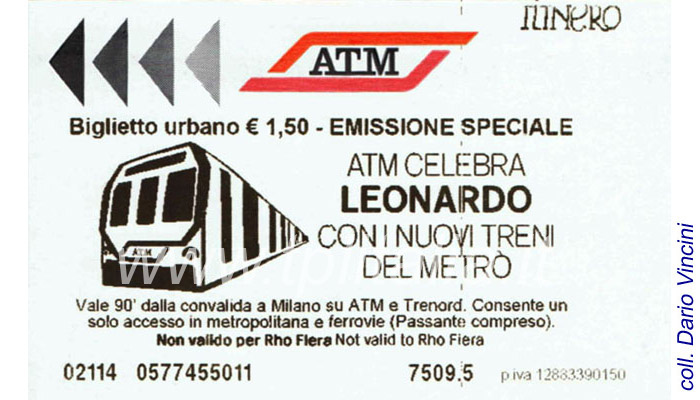 ITINERO
ATM
Biglietto urbano € 1,50 - EMISSIONE SPECIALE
ATM CELEBRA
LEONARDO
CON I NUOVI TRENI
DEL METRÒ
ATM
Vale 90' dalla convalida a Milano su ATM e Trenord. Consente un
solo accesso in metropolitana e ferrovie (Passante compreso).
Non valido per Rho Fiera Not valid to Rho Fiera
02114 0577455011 7509.5 p iva 12883390150
coll. Dario Vincini